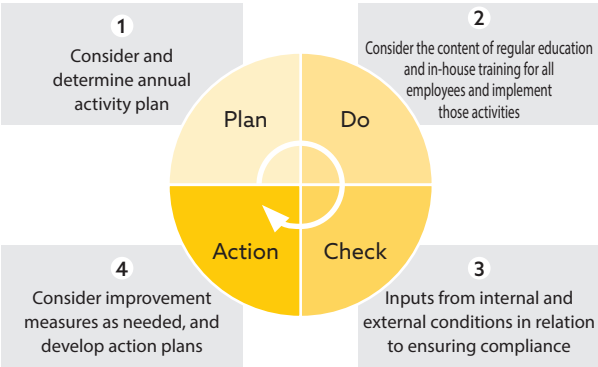 1
Consider and
determine annual
activity plan
2
Consider the content of regular education
and in-house training for all
employees and implement
those activities
Plan
Do
Action
Check
4
Consider improvement
measures as needed, and
develop action plans
3
Inputs from internal and
external conditions in relation
to ensuring compliance